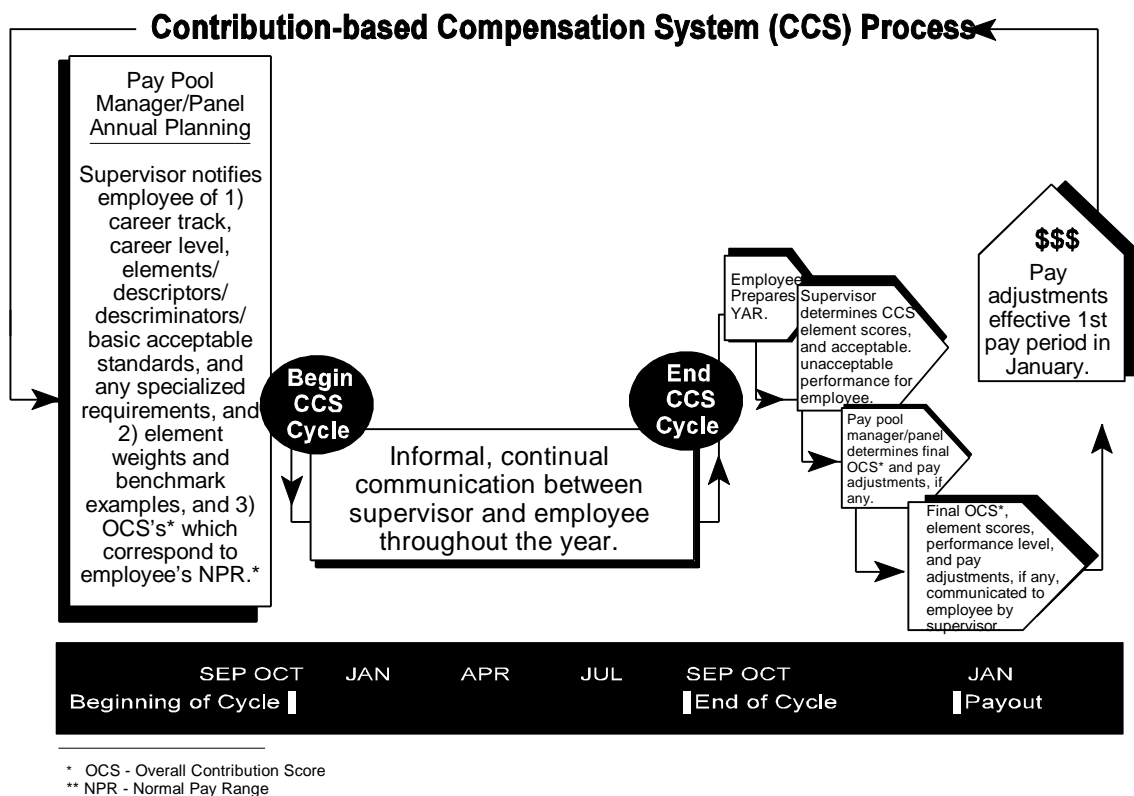 Contribution-based Compensation System (CCS) Process
Pay Pool
Manager/Panel
Annual Planning
Supervisor notifies
employee of 1)
career track,
career level,
elements/
descriptors/
descriminators/
basic acceptable
standards, and
any specialized
requirements, and
2) element
weights and
benchmark
examples, and 3)
OCS's* which
correspond to
employee's NPR.*
Begin
CCS
Cycle
Informal, continual
communication between
supervisor and employee
throughout the year.
End
CCS
Cycle
Employee
Prepares
YAR.
Supervisor
determines CCS
element scores,
and acceptable.
unacceptable
performance for
employee.
Pay pool
manager/panel
determines final
OCS* and pay
adjustments, if
any.
Final OCS*,
element scores,
performance level,
and pay
adjustments, if any,
communicated to
employee by
supervisor
$$$
Pay
adjustments
effective 1st
pay period in
January.
SEP OCT JAN APR JUL SEP OCT JAN
Beginning of Cycle End of Cycle Payout
* OCS - Overall Contribution Score
** NPR - Normal Pay Range